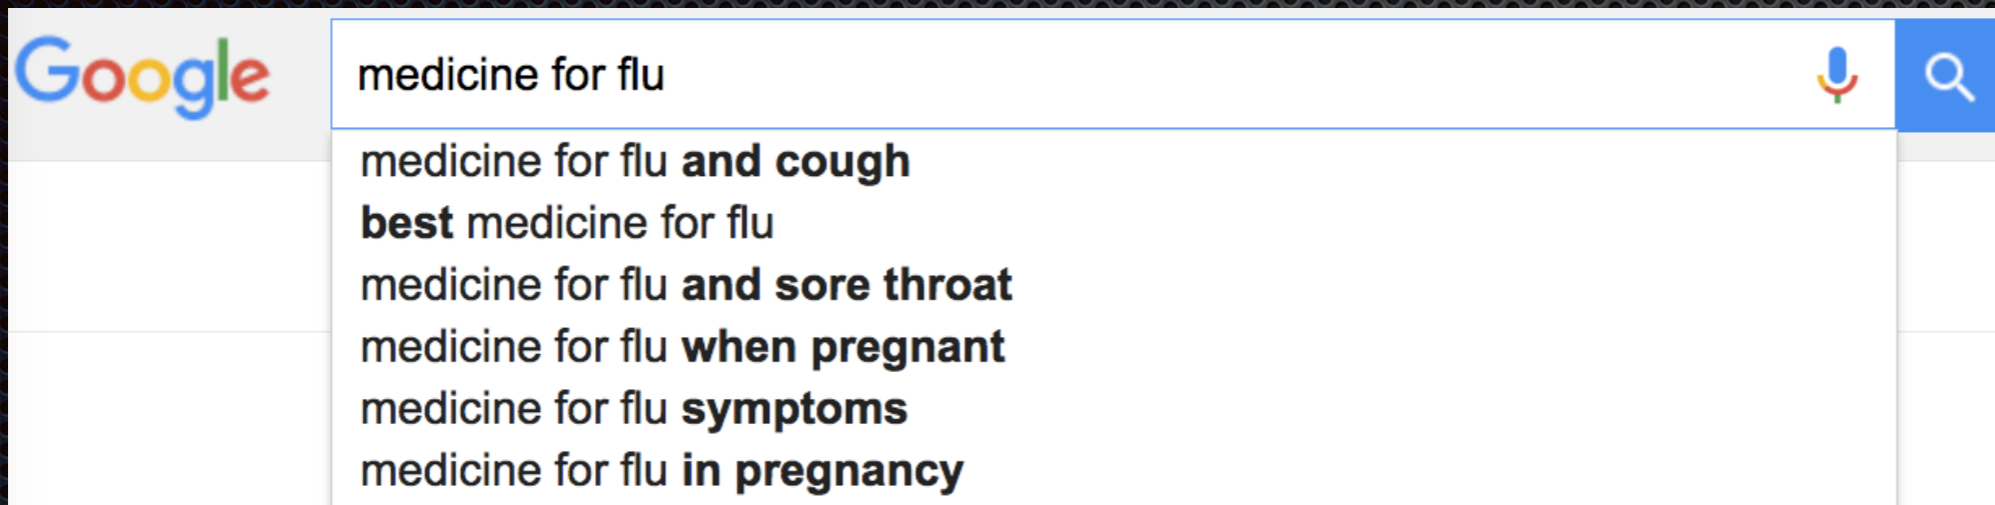 Google
medicine for flu
medicine for flu and cough
best medicine for flu
medicine for flu and sore throat
medicine for flu when pregnant
medicine for flu symptoms
medicine for flu in pregnancy